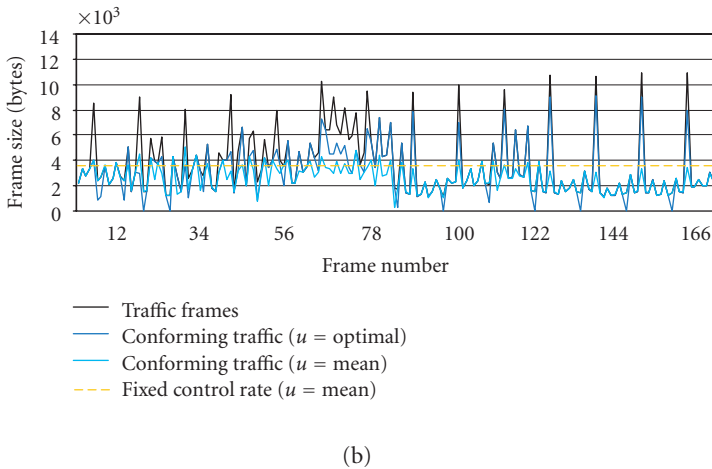 ×10³
14
12
10
8
6
4
2
0
Frame size (bytes)
12 34 56 78 100 122 144 166
Frame number
Traffic frames
Conforming traffic (u = optimal)
Conforming traffic (u = mean)
Fixed control rate (u = mean)
(b)